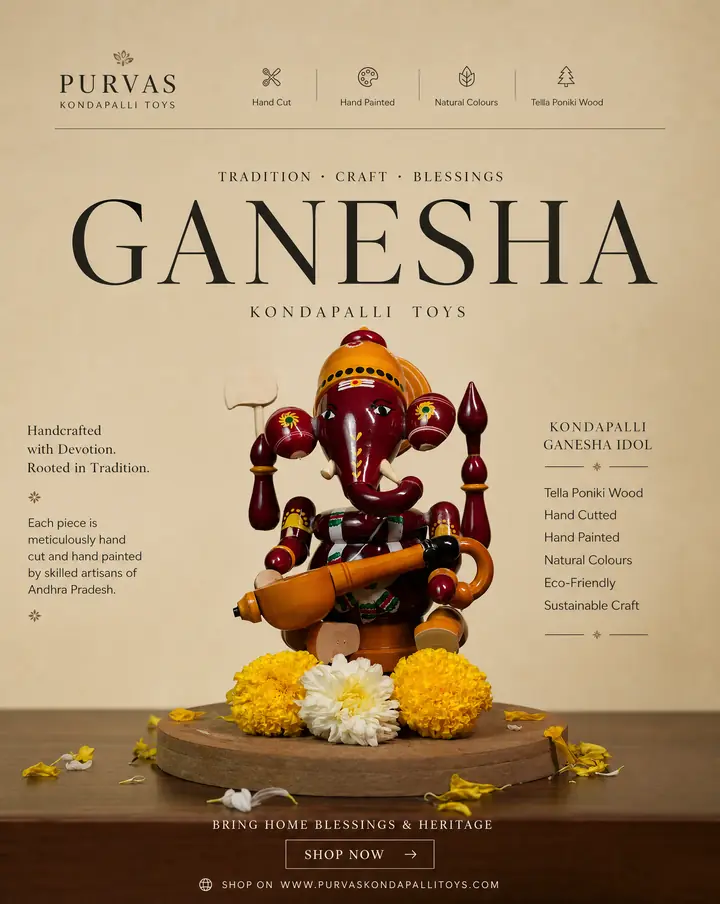 PURVAS
KONDAPALLI TOYS
Hand Cut
Hand Painted
Natural Colours
Tella Poniki Wood
TRADITION • CRAFT • BLESSINGS
GANESHA
KONDAPALLI TOYS
Handcrafted
with Devotion.
Rooted in Tradition.
Each piece is
meticulously hand
cut and hand painted
by skilled artisans of
Andhra Pradesh.
KONDAPALLI
GANESHA IDOL
Tella Poniki Wood
Hand Cutted
Hand Painted
Natural Colours
Eco-Friendly
Sustainable Craft
BRING HOME BLESSINGS & HERITAGE
SHOP NOW →
SHOP ON WWW.PURVASKONDAPALLITOYS.COM